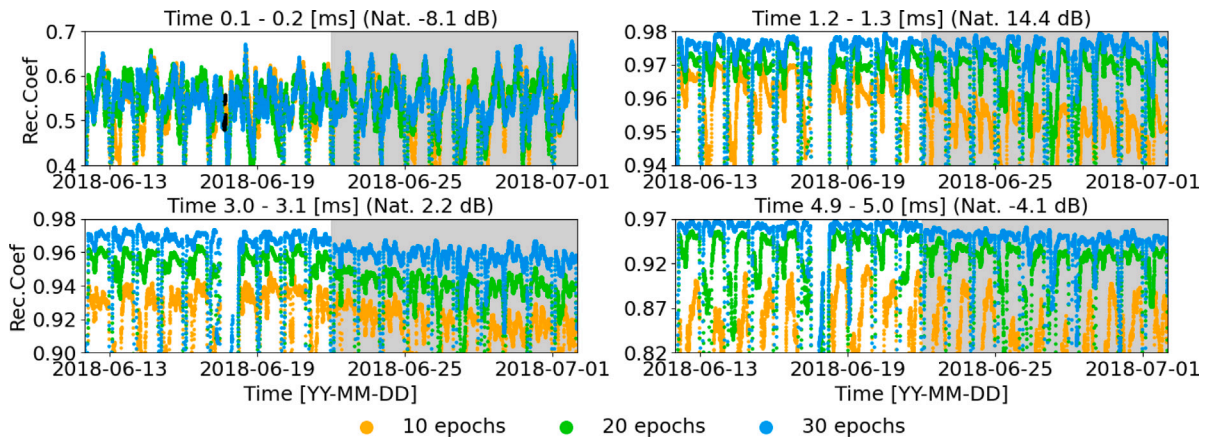 Time 0.1 - 0.2 [ms] (Nat. -8.1 dB)
Rec.Coef
0.7
0.6
0.5
0.4
2018-06-13 2018-06-19 2018-06-25 2018-07-01
Time 1.2 - 1.3 [ms] (Nat. 14.4 dB)
0.98
0.97
0.96
0.95
0.94
2018-06-13 2018-06-19 2018-06-25 2018-07-01
Time 3.0 - 3.1 [ms] (Nat. 2.2 dB)
Rec.Coef
0.98
0.96
0.94
0.92
0.90
2018-06-13 2018-06-19 2018-06-25 2018-07-01
Time [YY-MM-DD]
Time 4.9 - 5.0 [ms] (Nat. -4.1 dB)
0.97
0.92
0.87
0.82
2018-06-13 2018-06-19 2018-06-25 2018-07-01
Time [YY-MM-DD]
10 epochs 20 epochs 30 epochs